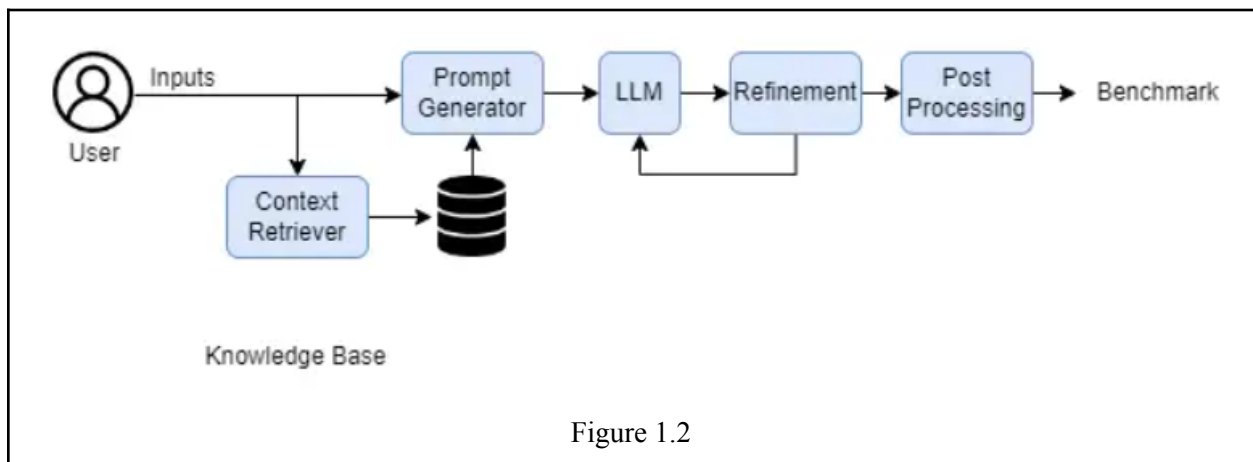 Inputs
User
Prompt
Generator
LLM
Refinement
Post
Processing
Benchmark
Context
Retriever
Knowledge Base
Figure 1.2